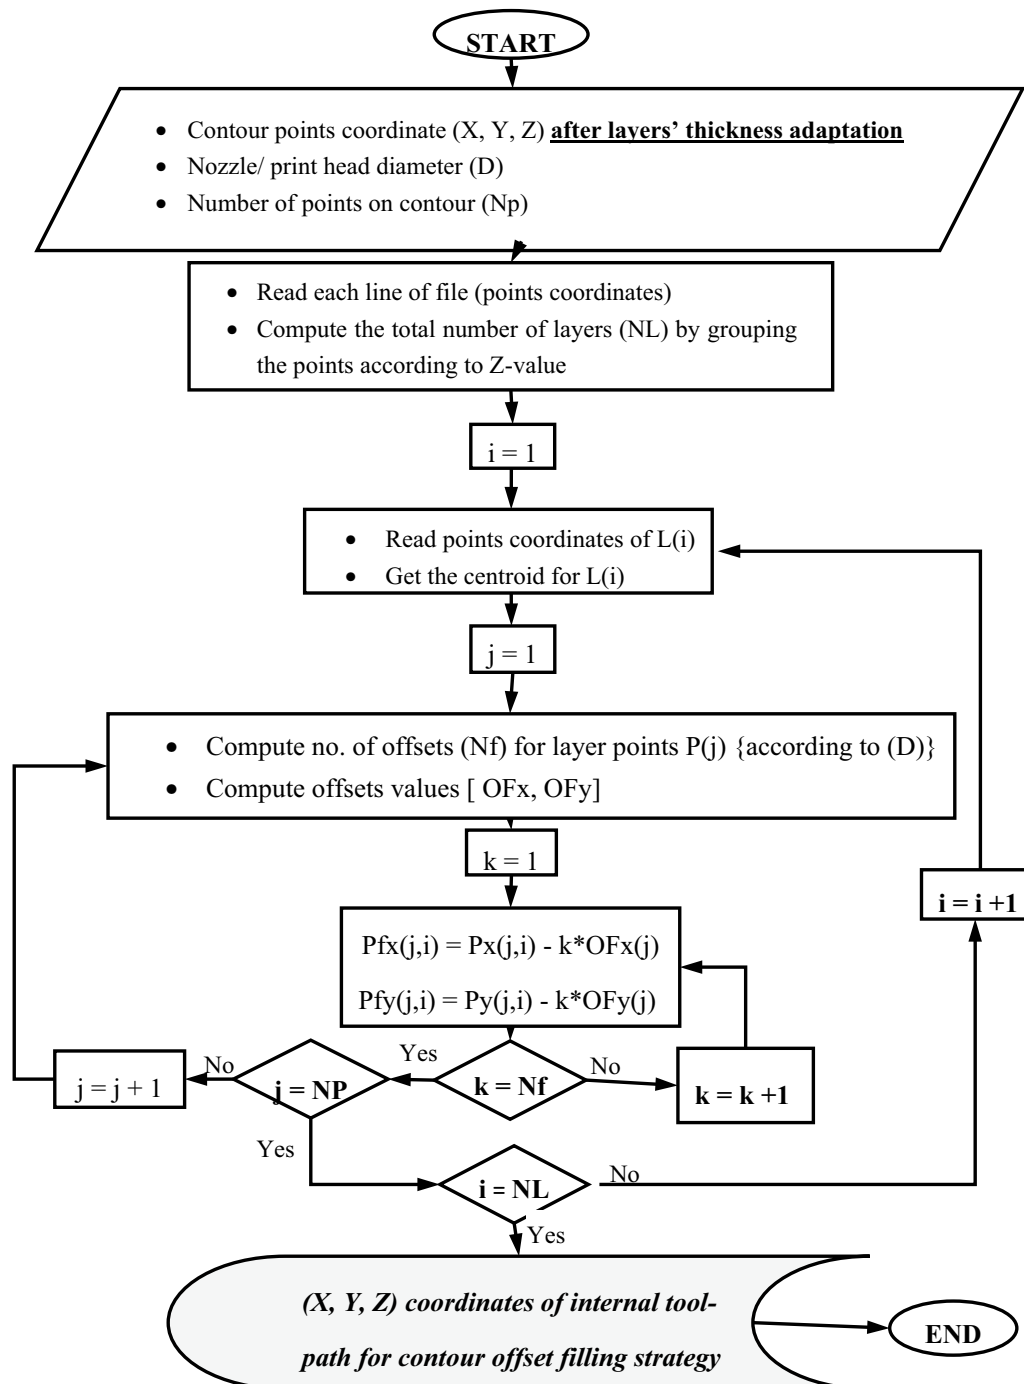 START
• Contour points coordinate (X, Y, Z) after layers' thickness adaptation
• Nozzle/ print head diameter (D)
• Number of points on contour (Np)
• Read each line of file (points coordinates)
• Compute the total number of layers (NL) by grouping
the points according to Z-value
i = 1
• Read points coordinates of L(i)
• Get the centroid for L(i)
j = 1
• Compute no. of offsets (Nf) for layer points P(j) {according to (D)}
• Compute offsets values [ OFx, OFy]
k = 1
i = i +1
Pfx(j,i) = Px(j,i) - k*OFx(j)
Pfy(j,i) = Py(j,i) - k*OFy(j)
j = j + 1
No
j = NP
Yes
k = Nf
No
k = k +1
Yes
i = NL
No
Yes
(X, Y, Z) coordinates of internal tool-
path for contour offset filling strategy
END